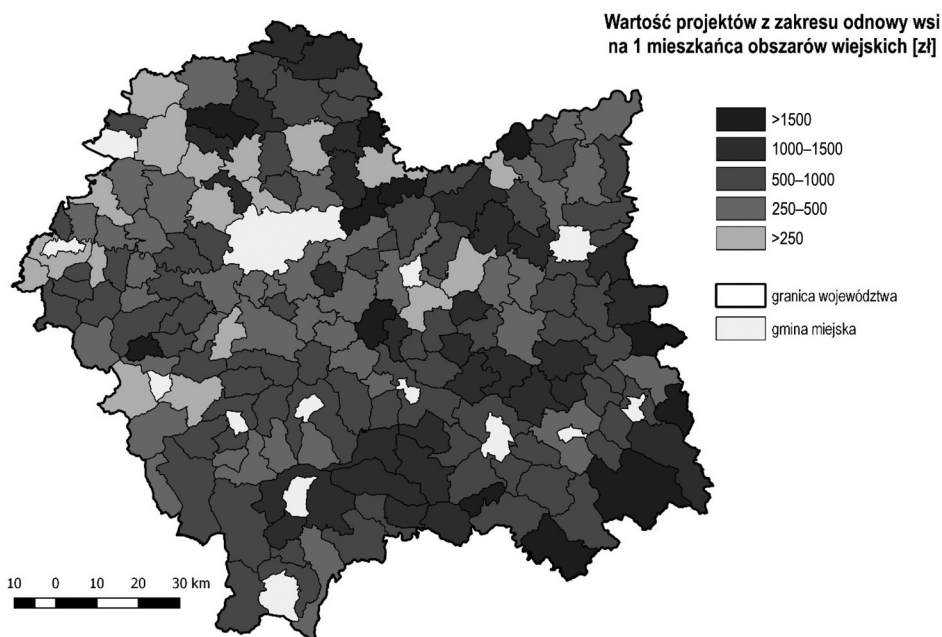 Wartość projektów z zakresu odnowy wsi
na 1 mieszkańca obszarów wiejskich [zł]
>1500
1000–1500
500–1000
250–500
>250
granica województwa
gmina miejska
10 0 10 20 30 km